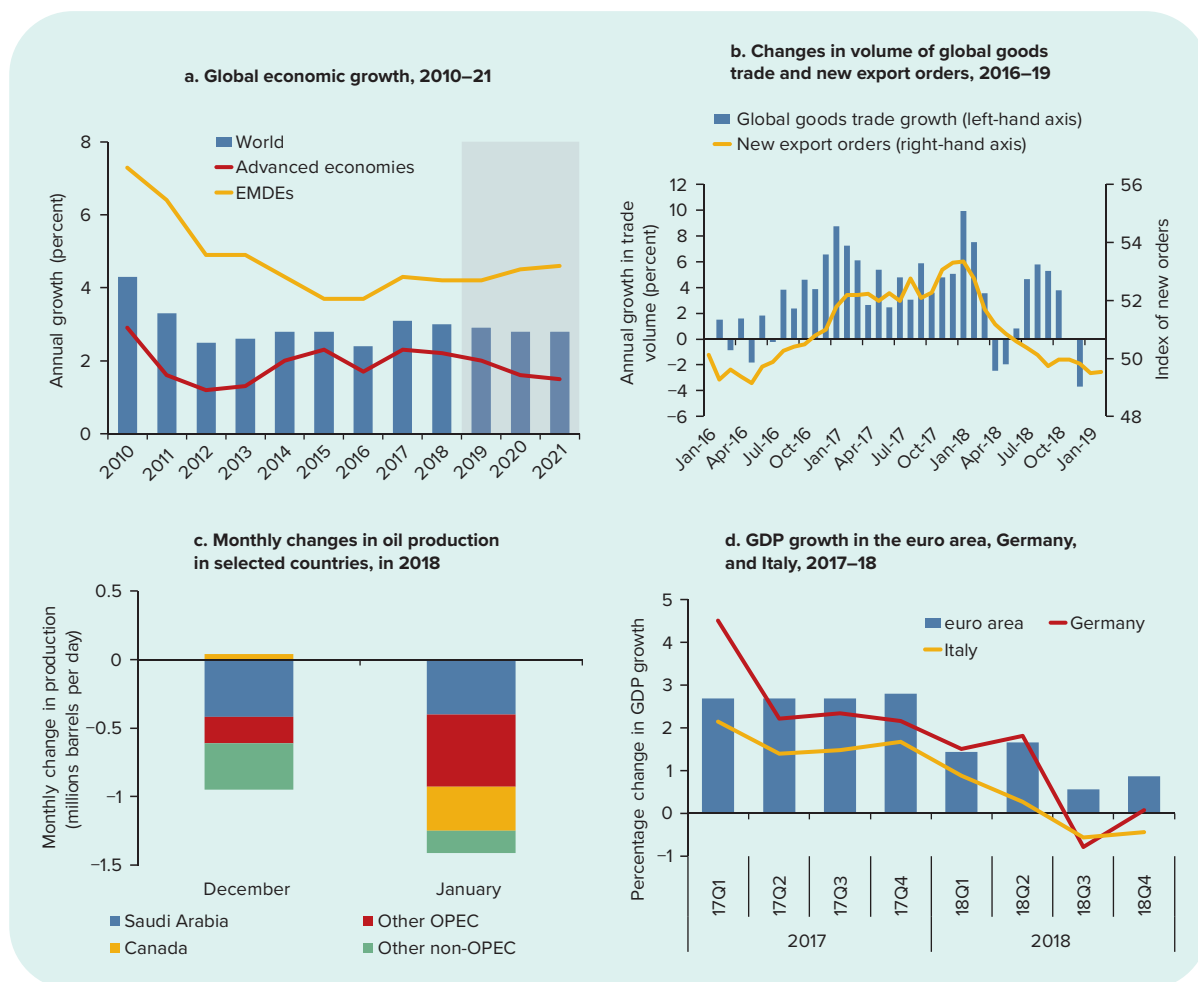 a. Global economic growth, 2010–21
8
6
4
2
0
Annual growth (percent)
World
Advanced economies
EMDEs
2010
2011
2012
2013
2014
2015
2016
2017
2018
2019
2020
2021
b. Changes in volume of global goods
trade and new export orders, 2016–19
Global goods trade growth (left-hand axis)
New export orders (right-hand axis)
12
10
8
6
4
2
0
−2
−4
−6
Annual growth in trade
volume (percent)
56
54
52
50
48
Index of new orders
Jan-16
Apr-16
Jul-16
Oct-16
Jan-17
Apr-17
Jul-17
Oct-17
Jan-18
Apr-18
Jul-18
Oct-18
Jan-19
c. Monthly changes in oil production
in selected countries, in 2018
0.5
0
−0.5
−1
−1.5
Monthly change in production
(millions barrels per day)
December
January
Saudi Arabia
Other OPEC
Canada
Other non-OPEC
d. GDP growth in the euro area, Germany,
and Italy, 2017–18
5
4
3
2
1
0
−1
Percentage change in GDP growth
euro area
Germany
Italy
17Q1
17Q2
17Q3
17Q4
18Q1
18Q2
18Q3
18Q4
2017
2018